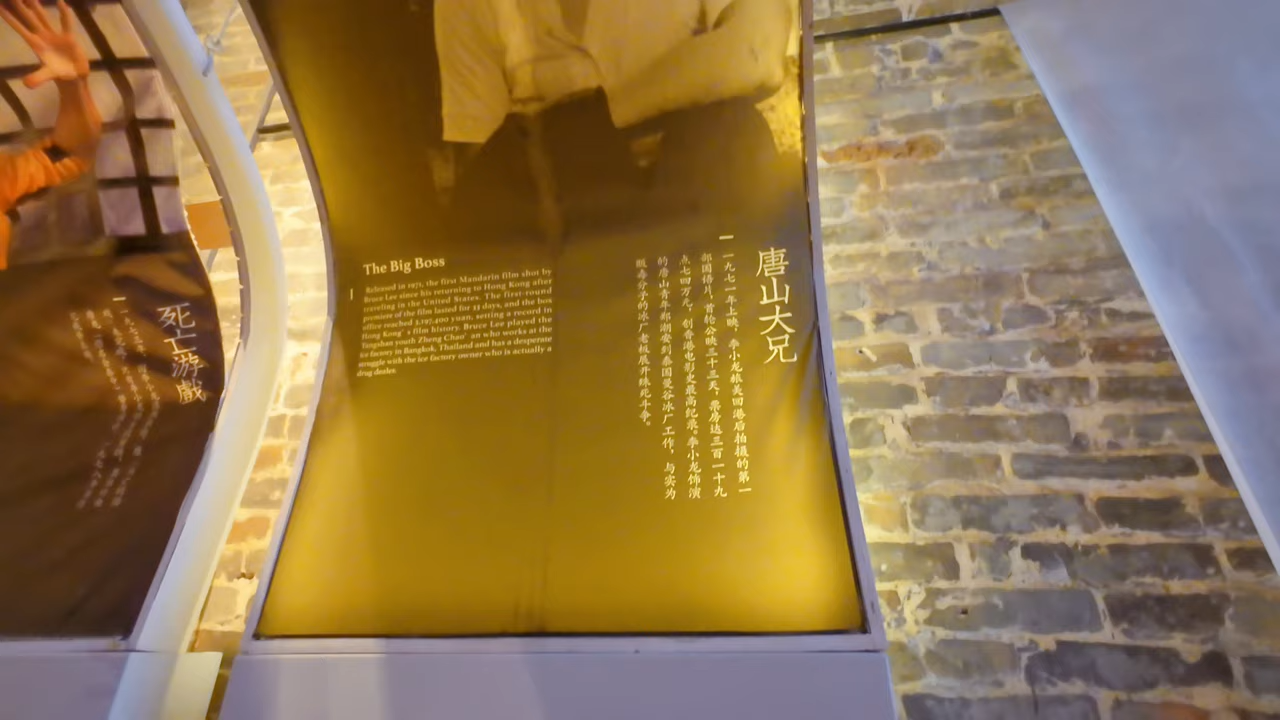 The Big Boss
Released in 1971, the first Mandarin film shot by
Bruce Lee since his returning to Hong Kong after
traveling in the United States. The first-round
premiere of the film lasted for 33 days, and the box
office reached 3.197.400 yuan, setting a record in
Hong Kong's film history. Bruce Lee played the
Tangshan youth Zheng Chao'an who works at the
ice factory in Bangkok, Thailand and has a desperate
struggle with the ice factory owner who is actually a
drug dealer.
唐山大兄
一九七一年上映,李小龙旅美回港后拍摄的第一
部国语片,首轮公映三十三天,票房达三百一十九
点七四万元,创香港电影史最高纪录。李小龙饰演
的唐山青年郑潮安到泰国曼谷冰厂工作,与实为
贩毒分子的冰厂老板展开殊死斗争。
死亡游戲